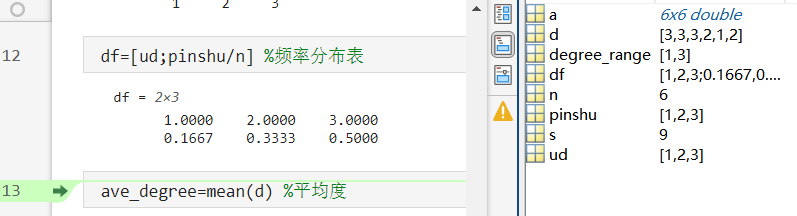 1 2 3
12 df=[ud;pinshu/n] %频率分布表
df = 2×3
1.0000 2.0000 3.0000
0.1667 0.3333 0.5000
13 ave_degree=mean(d) %平均度
a 6x6 double
d [3,3,3,2,1,2]
degree_range [1,3]
df [1,2,3;0.1667,0....
n 6
pinshu [1,2,3]
s 9
ud [1,2,3]